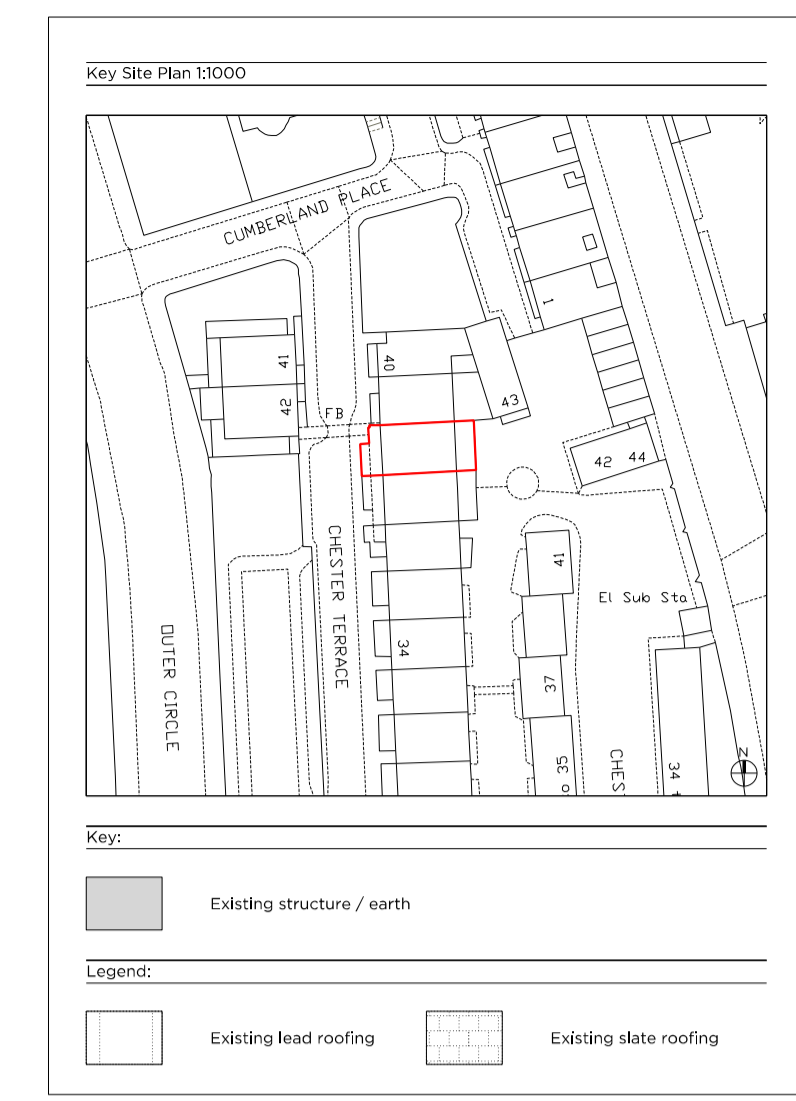 Key Site Plan 1:1000
CUMBERLAND PLACE
1
41
40
42
43
FB
42 44
CHESTER TERRACE
41
El Sub Sta
OUTER CIRCLE
34
37
N
35
o
CHES
34 +
Key:
Existing structure / earth
Legend:
Existing lead roofing
Existing slate roofing